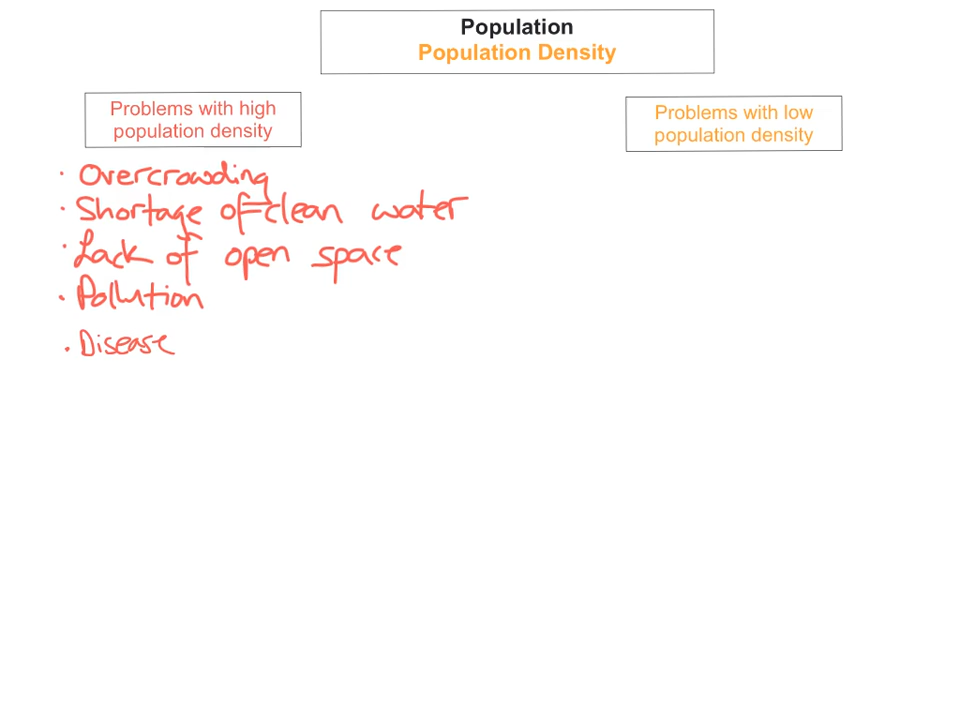 Population
Population Density
Problems with high
population density
Problems with low
population density
· Overcrowding
· Shortage of clean water
· Lack of open space
· Pollution
· Disease